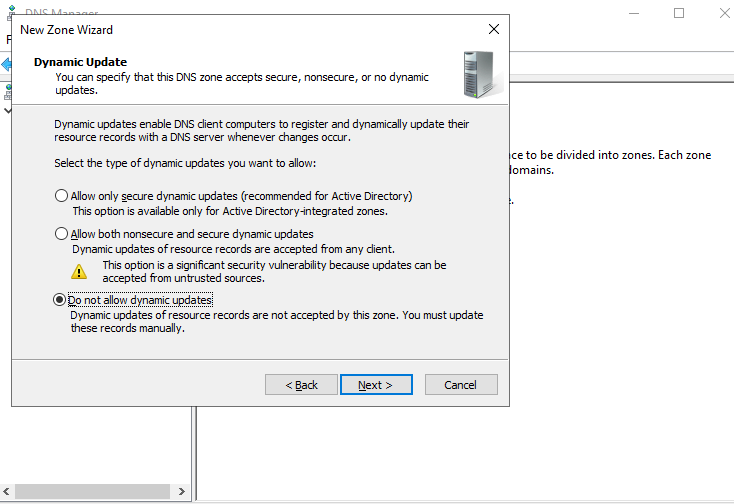 DNS Manager
New Zone Wizard
Dynamic Update
You can specify that this DNS zone accepts secure, nonsecure, or no dynamic
updates.
Dynamic updates enable DNS client computers to register and dynamically update their
resource records with a DNS server whenever changes occur.
Select the type of dynamic updates you want to allow:
Allow only secure dynamic updates (recommended for Active Directory)
This option is available only for Active Directory-integrated zones.
Allow both nonsecure and secure dynamic updates
Dynamic updates of resource records are accepted from any client.
This option is a significant security vulnerability because updates can be
accepted from untrusted sources.
Do not allow dynamic updates
Dynamic updates of resource records are not accepted by this zone. You must update
these records manually.
< Back Next > Cancel
to be divided into zones. Each zone